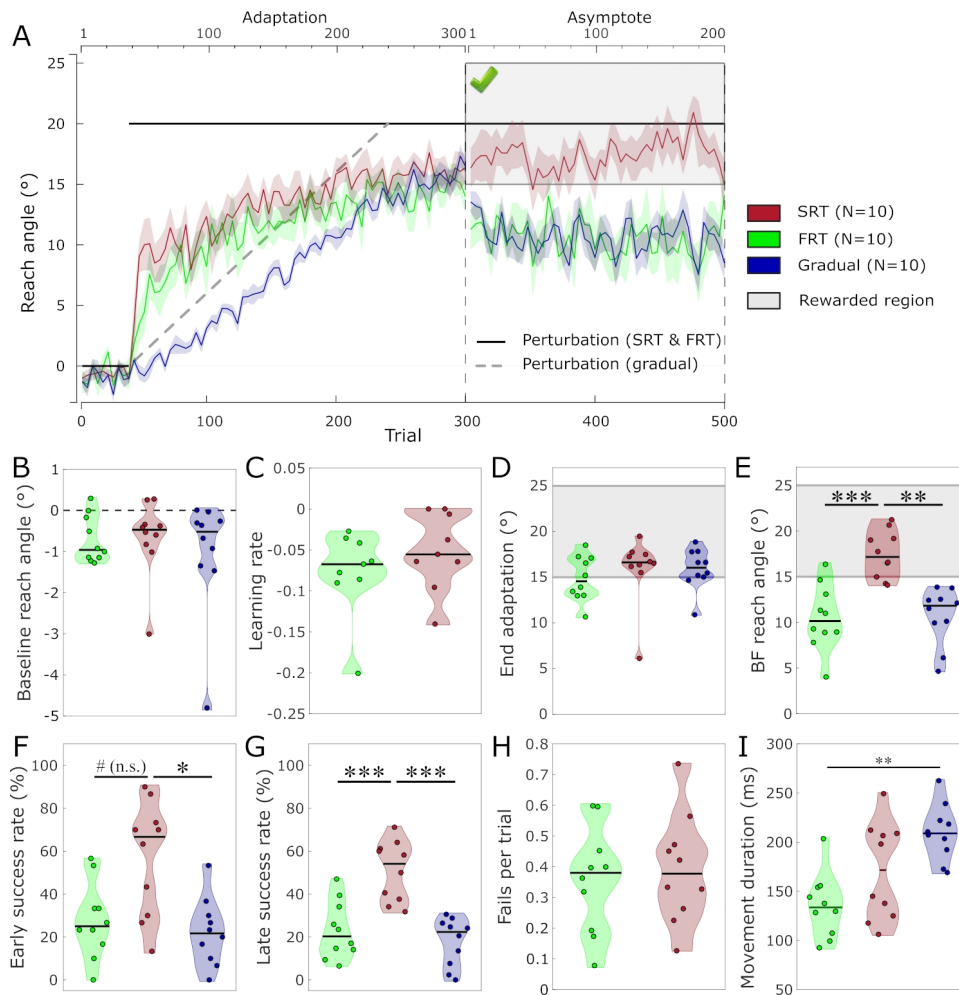 Adaptation
Asymptote
A
1 100 200 300 1 100 200
Reach angle (°)
25
20
15
10
5
0
0 100 200 300 400 500
Trial
Perturbation (SRT & FRT)
Perturbation (gradual)
SRT (N=10)
FRT (N=10)
Gradual (N=10)
Rewarded region
B
Baseline reach angle (°)
1
0
-1
-2
-3
-4
-5
C
Learning rate
0.05
0
-0.05
-0.1
-0.15
-0.2
-0.25
D
End adaptation (°)
25
20
15
10
5
0
E
BF reach angle (°)
25
20
15
10
5
0
*** **
F
Early success rate (%)
100
80
60
40
20
0
# (n.s.) *
G
Late success rate (%)
100
80
60
40
20
0
*** ***
H
Fails per trial
0.8
0.7
0.6
0.5
0.4
0.3
0.2
0.1
0
I
Movement duration (ms)
300
250
200
150
100
50
**